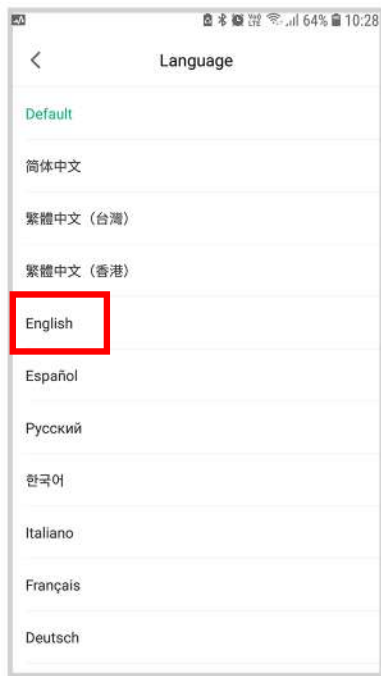 64% 10:28
Language
Default
简体中文
繁體中文（台灣）
繁體中文（香港）
English
Español
Русский
한국어
Italiano
Français
Deutsch